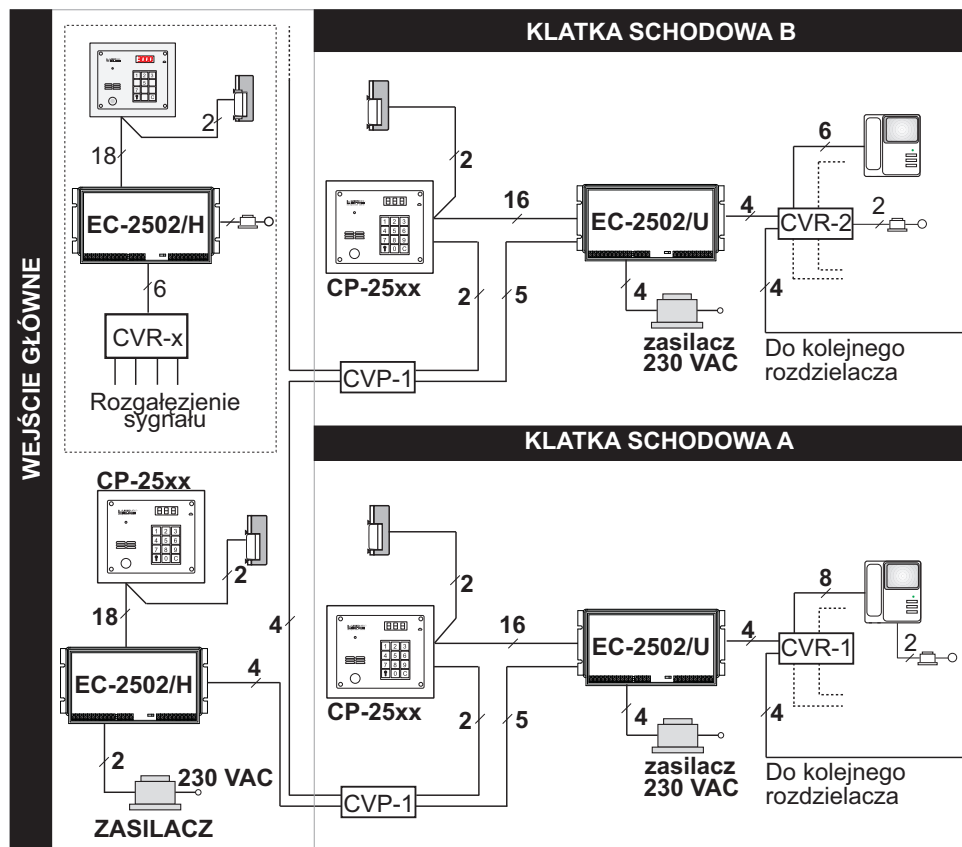 WEJŚCIE GŁÓWNE
2
18
EC-2502/H
6
CVR-x
Rozgałęzienie
sygnału
CP-25xx
2
18
EC-2502/H
4
2
230 VAC
ZASILACZ
4
KLATKA SCHODOWA B
2
16
CP-25xx
2
5
EC-2502/U
4
zasilacz
230 VAC
4
6
CVR-2
2
4
Do kolejnego
rozdzielacza
CVP-1
KLATKA SCHODOWA A
2
16
CP-25xx
2
5
EC-2502/U
4
zasilacz
230 VAC
4
8
CVR-1
2
4
Do kolejnego
rozdzielacza
CVP-1